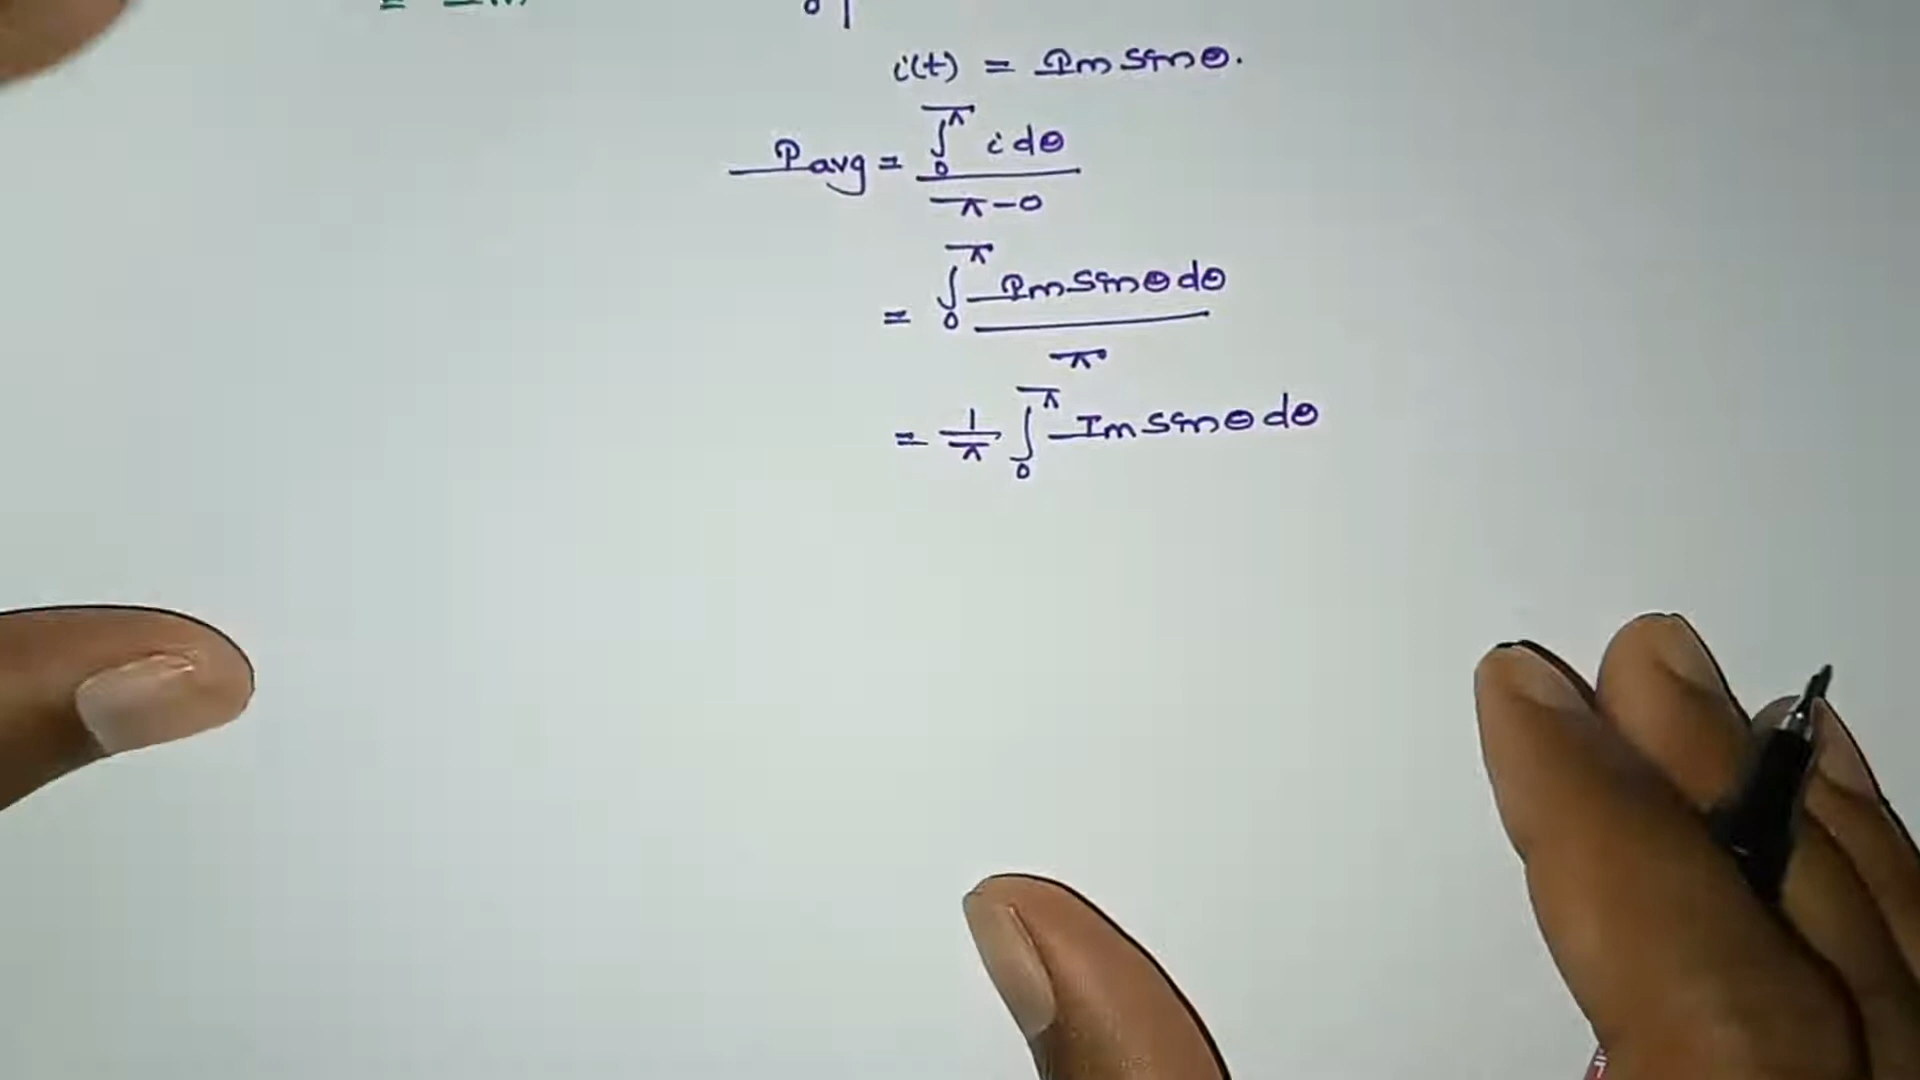 i(t) = Im sinθ.
Iavg = ∫₀^π i dθ / π-0
= ∫₀^π Im sinθ dθ / π
= 1/π ∫₀^π Im sinθ dθ